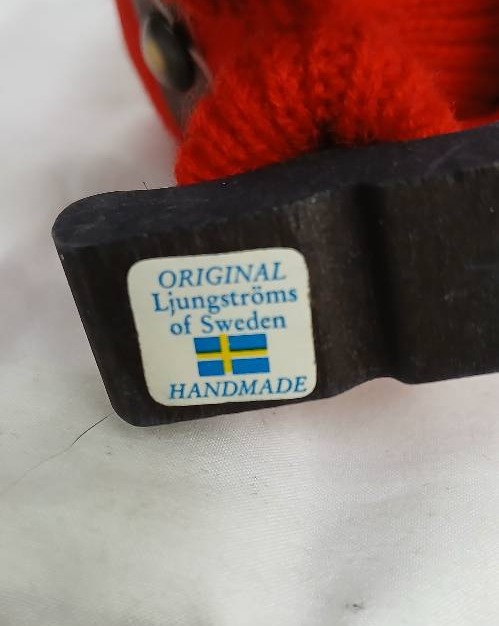 ORIGINAL
Ljungströms
of Sweden
HANDMADE